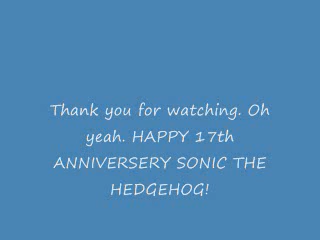 Thank you for watching. Oh
yeah. HAPPY 17th
ANNIVERSERY SONIC THE
HEDGEHOG!